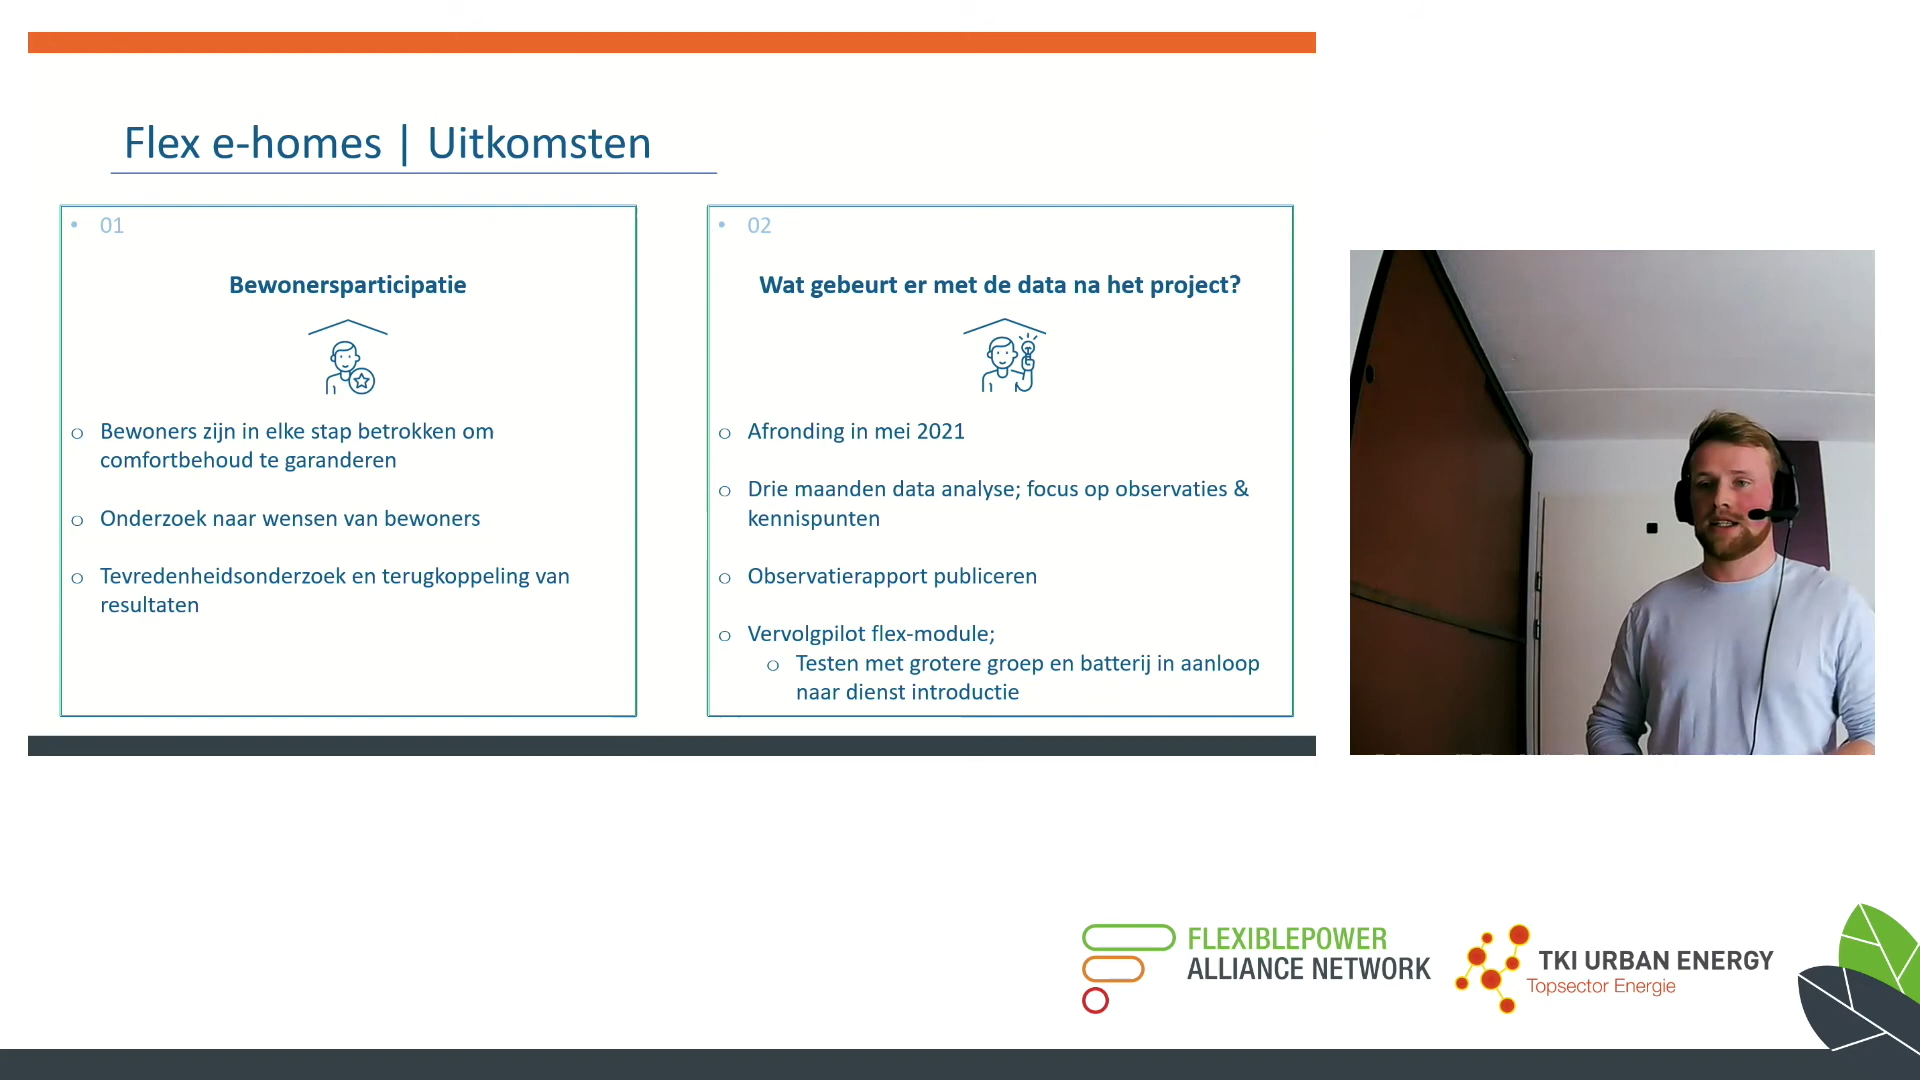 Flex e-homes | Uitkomsten
• 01
Bewonersparticipatie
o Bewoners zijn in elke stap betrokken om
comfortbehoud te garanderen
o Onderzoek naar wensen van bewoners
o Tevredenheidsonderzoek en terugkoppeling van
resultaten
• 02
Wat gebeurt er met de data na het project?
o Afronding in mei 2021
o Drie maanden data analyse; focus op observaties &
kennispunten
o Observatierapport publiceren
o Vervolgpilot flex-module;
o Testen met grotere groep en batterij in aanloop
naar dienst introductie
FLEXIBLEPOWER
ALLIANCE NETWORK
TKI URBAN ENERGY
Topsector Energie